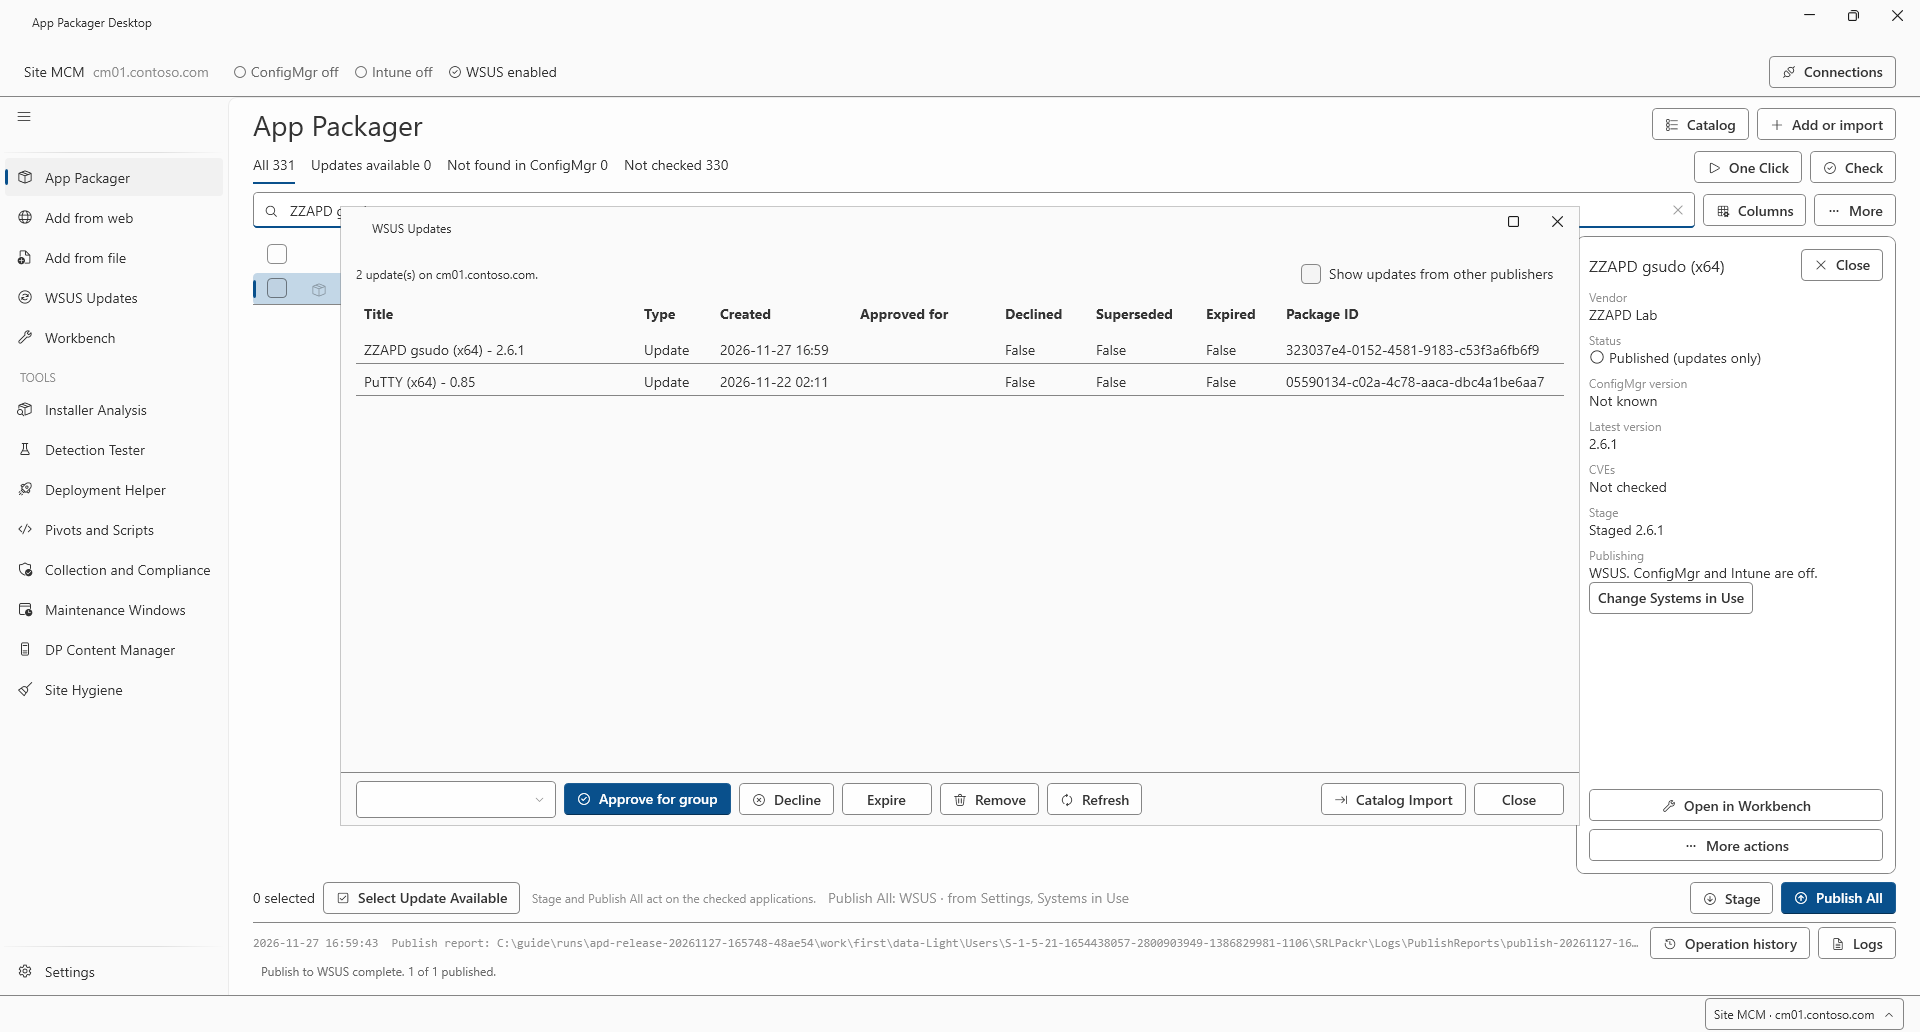 App Packager Desktop
Site MCM cm01.contoso.com ConfigMgr off Intune off WSUS enabled
Connections
App Packager
Catalog
Add or import
All 331 Updates available 0 Not found in ConfigMgr 0 Not checked 330
One Click
Check
ZZAPD
Columns
More
App Packager
Add from web
Add from file
WSUS Updates
Workbench
TOOLS
Installer Analysis
Detection Tester
Deployment Helper
Pivots and Scripts
Collection and Compliance
Maintenance Windows
DP Content Manager
Site Hygiene
Settings
WSUS Updates
2 update(s) on cm01.contoso.com.
Show updates from other publishers
Title Type Created Approved for Declined Superseded Expired Package ID
ZZAPD gsudo (x64) - 2.6.1 Update 2026-11-27 16:59 False False False 323037e4-0152-4581-9183-c53f3a6fb6f9
PuTTY (x64) - 0.85 Update 2026-11-22 02:11 False False False 05590134-c02a-4c78-aaca-dbc4a1be6aa7
Approve for group
Decline
Expire
Remove
Refresh
Catalog Import
Close
ZZAPD gsudo (x64)
Close
Vendor
ZZAPD Lab
Status
Published (updates only)
ConfigMgr version
Not known
Latest version
2.6.1
CVEs
Not checked
Stage
Staged 2.6.1
Publishing
WSUS. ConfigMgr and Intune are off.
Change Systems in Use
Open in Workbench
More actions
0 selected
Select Update Available
Stage and Publish All act on the checked applications. Publish All: WSUS · from Settings, Systems in Use
Stage
Publish All
2026-11-27 16:59:43 Publish report: C:\guide\runs\apd-release-20261127-165748-48ae54\work\first\data-Light\Users\S-1-5-21-1654438057-2800903949-1386829981-1106\SRLPackr\Logs\PublishReports\publish-20261127-16…
Operation history
Logs
Publish to WSUS complete. 1 of 1 published.
Site MCM · cm01.contoso.com